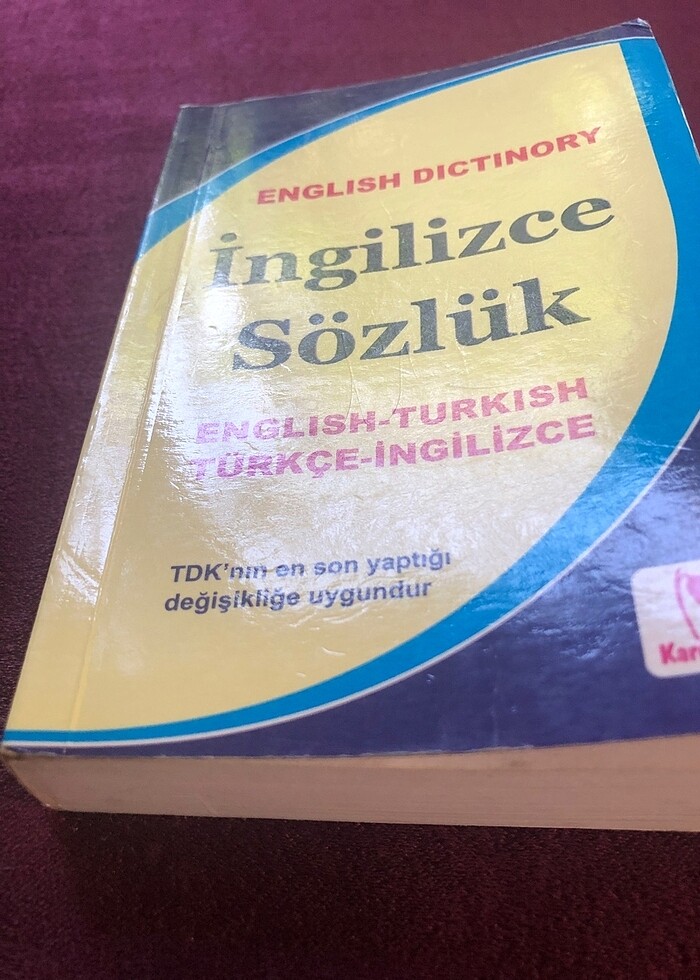 ENGLISH DICTINORY
İngilizce
Sözlük
ENGLISH-TURKISH
TÜRKÇE-İNGİLİZCE
TDK'nın en son yaptığı
değişikliğe uygundur